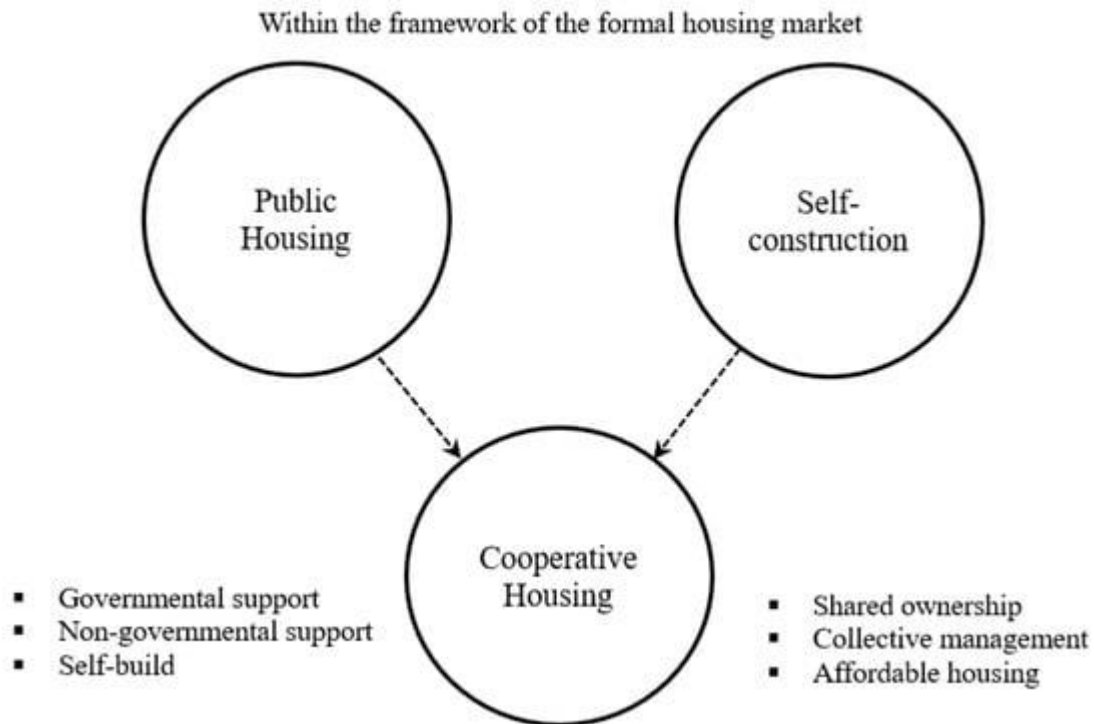 Within the framework of the formal housing market
Public
Housing
Self-
construction
Cooperative
Housing
▪ Governmental support
▪ Non-governmental support
▪ Self-build
▪ Shared ownership
▪ Collective management
▪ Affordable housing